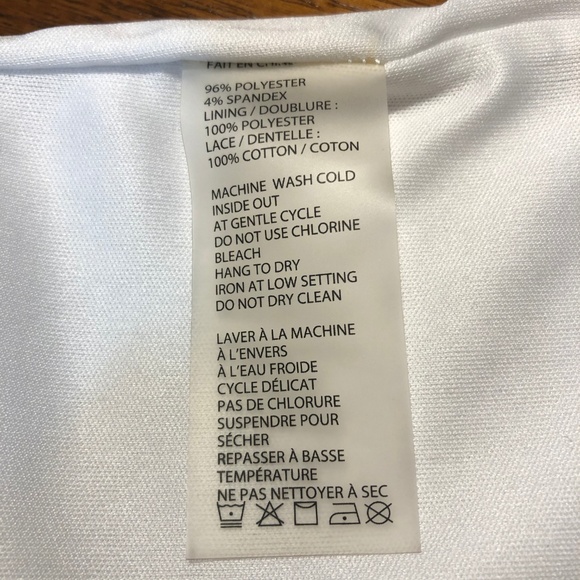 FAIT EN CHINE
96% POLYESTER
4% SPANDEX
LINING / DOUBLURE :
100% POLYESTER
LACE / DENTELLE :
100% COTTON / COTON
MACHINE WASH COLD
INSIDE OUT
AT GENTLE CYCLE
DO NOT USE CHLORINE
BLEACH
HANG TO DRY
IRON AT LOW SETTING
DO NOT DRY CLEAN
LAVER À LA MACHINE
À L'ENVERS
À L'EAU FROIDE
CYCLE DÉLICAT
PAS DE CHLORURE
SUSPENDRE POUR
SÉCHER
REPASSER À BASSE
TEMPÉRATURE
NE PAS NETTOYER À SEC